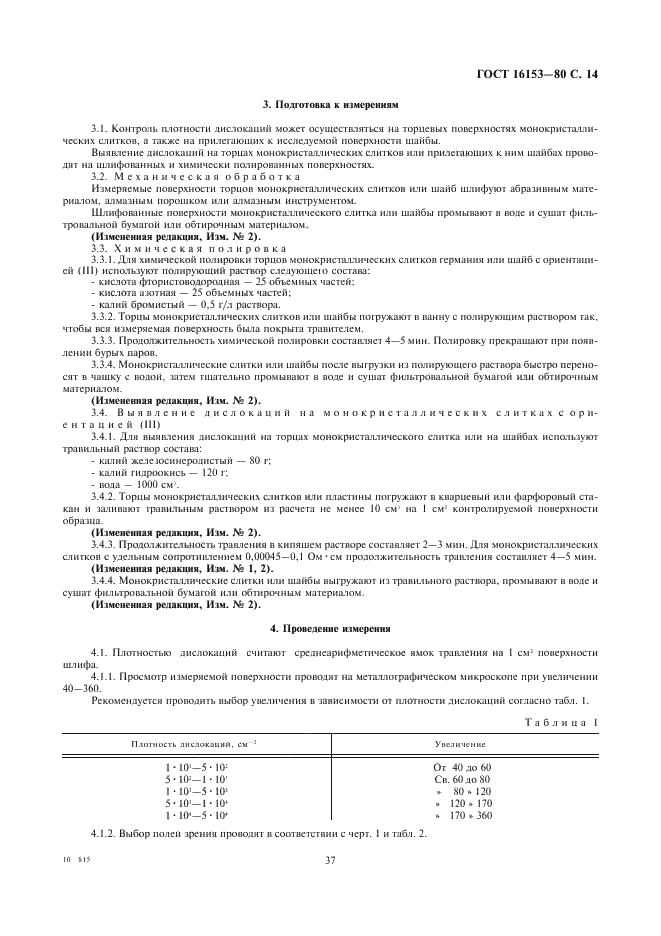 ГОСТ 16153—80 С. 14
3. Подготовка к измерениям
3.1. Контроль плотности дислокаций может осуществляться на торцевых поверхностях монокристалли-
ческих слитков, а также на прилегающих к исследуемой поверхности шайбы.
Выявление дислокаций на торцах монокристаллических слитков или прилегающих к ним шайбах прово-
дят на шлифованных и химически полированных поверхностях.
3.2. Механическая обработка
Измеряемые поверхности торцов монокристаллических слитков или шайб шлифуют абразивным мате-
риалом, алмазным порошком или алмазным инструментом.
Шлифованные поверхности монокристаллического слитка или шайбы промывают в воде и сушат филь-
тровальной бумагой или обтирочным материалом.
(Измененная редакция, Изм. № 2).
3.3. Химическая полировка
3.3.1. Для химической полировки торцов монокристаллических слитков германия или шайб с ориентаци-
ей (III) используют полирующий раствор следующего состава:
- кислота фтористоводородная — 25 объемных частей;
- кислота азотная — 25 объемных частей;
- калий бромистый — 0,5 г/л раствора.
3.3.2. Торцы монокристаллических слитков или шайбы погружают в ванну с полирующим раствором так,
чтобы вся измеряемая поверхность была покрыта травителем.
3.3.3. Продолжительность химической полировки составляет 4—5 мин. Полировку прекращают при появ-
лении бурых паров.
3.3.4. Монокристаллические слитки или шайбы после выгрузки из полирующего раствора быстро перено-
сят в чашку с водой, затем тщательно промывают в воде и сушат фильтровальной бумагой или обтирочным
материалом.
(Измененная редакция, Изм. № 2).
3.4. Выявление дислокаций на монокристаллических слитках с ори-
ентацией (III)
3.4.1. Для выявления дислокаций на торцах монокристаллического слитка или на шайбах используют
травильный раствор состава:
- калий железосинеродистый — 80 г;
- калий гидроокись — 120 г;
- вода — 1000 см³.
3.4.2. Торцы монокристаллических слитков или пластины погружают в кварцевый или фарфоровый ста-
кан и заливают травильным раствором из расчета не менее 10 см³ на 1 см² контролируемой поверхности
образца.
(Измененная редакция, Изм. № 2).
3.4.3. Продолжительность травления в кипящем растворе составляет 2—3 мин. Для монокристаллических
слитков с удельным сопротивлением 0,00045—0,1 Ом · см продолжительность травления составляет 4—5 мин.
(Измененная редакция, Изм. № 1, 2).
3.4.4. Монокристаллические слитки или шайбы выгружают из травильного раствора, промывают в воде и
сушат фильтровальной бумагой или обтирочным материалом.
(Измененная редакция, Изм. № 2).
4. Проведение измерения
4.1. Плотностью дислокаций считают среднеарифметическое ямок травления на 1 см² поверхности
шлифа.
4.1.1. Просмотр измеряемой поверхности проводят на металлографическом микроскопе при увеличении
40—360.
Рекомендуется проводить выбор увеличения в зависимости от плотности дислокаций согласно табл. 1.
Таблица 1
Плотность дислокаций, см⁻² Увеличение
1 · 10¹—5 · 10² От 40 до 60
5 · 10²—1 · 10³ Св. 60 до 80
1 · 10³—5 · 10³ » 80 » 120
5 · 10³—1 · 10⁴ » 120 » 170
1 · 10⁴—5 · 10⁴ » 170 » 360
4.1.2. Выбор полей зрения проводят в соответствии с черт. 1 и табл. 2.
10 815
37